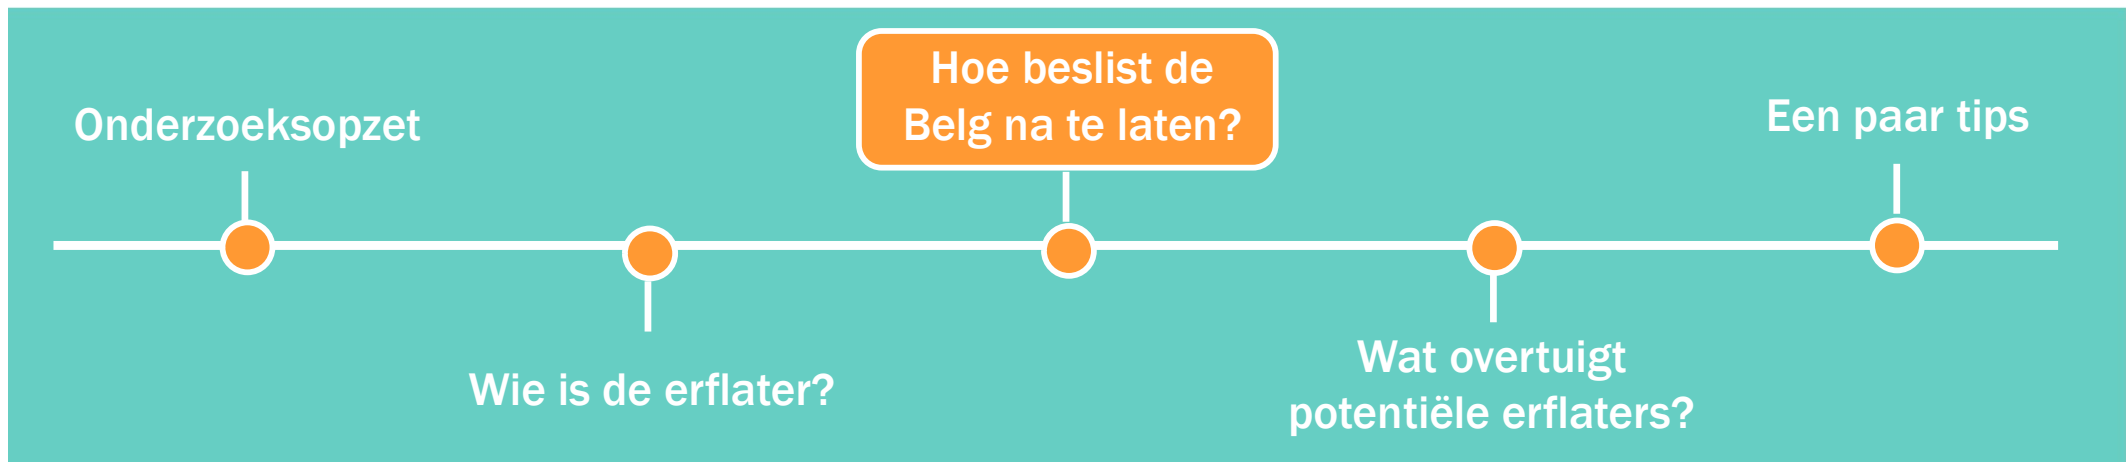 Onderzoeksopzet
Wie is de erflater?
Hoe beslist de
Belg na te laten?
Wat overtuigt
potentiële erflaters?
Een paar tips